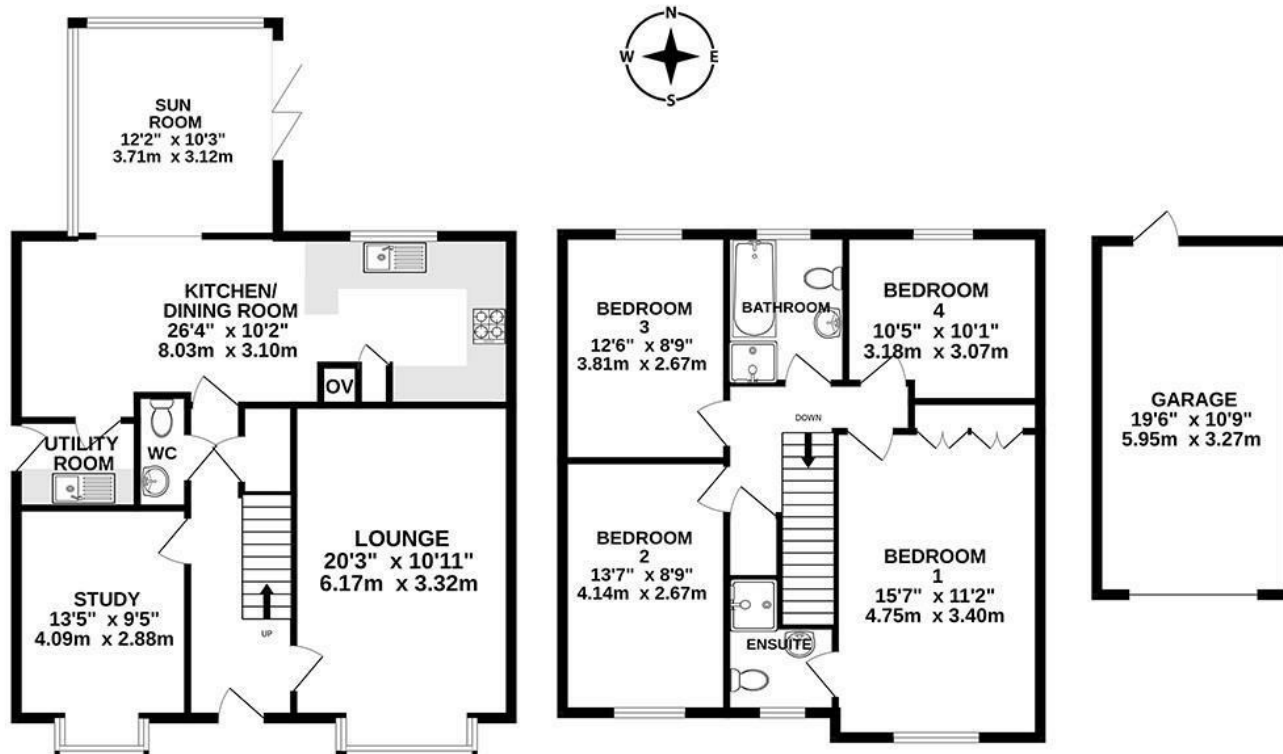 N
W E
S
SUN
ROOM
12'2" x 10'3"
3.71m x 3.12m
KITCHEN/
DINING ROOM
26'4" x 10'2"
8.03m x 3.10m
OV
UTILITY
ROOM
WC
LOUNGE
20'3" x 10'11"
6.17m x 3.32m
STUDY
13'5" x 9'5"
4.09m x 2.88m
UP
BEDROOM
3
12'6" x 8'9"
3.81m x 2.67m
BATHROOM
BEDROOM
4
10'5" x 10'1"
3.18m x 3.07m
DOWN
BEDROOM
2
13'7" x 8'9"
4.14m x 2.67m
BEDROOM
1
15'7" x 11'2"
4.75m x 3.40m
ENSUITE
GARAGE
19'6" x 10'9"
5.95m x 3.27m